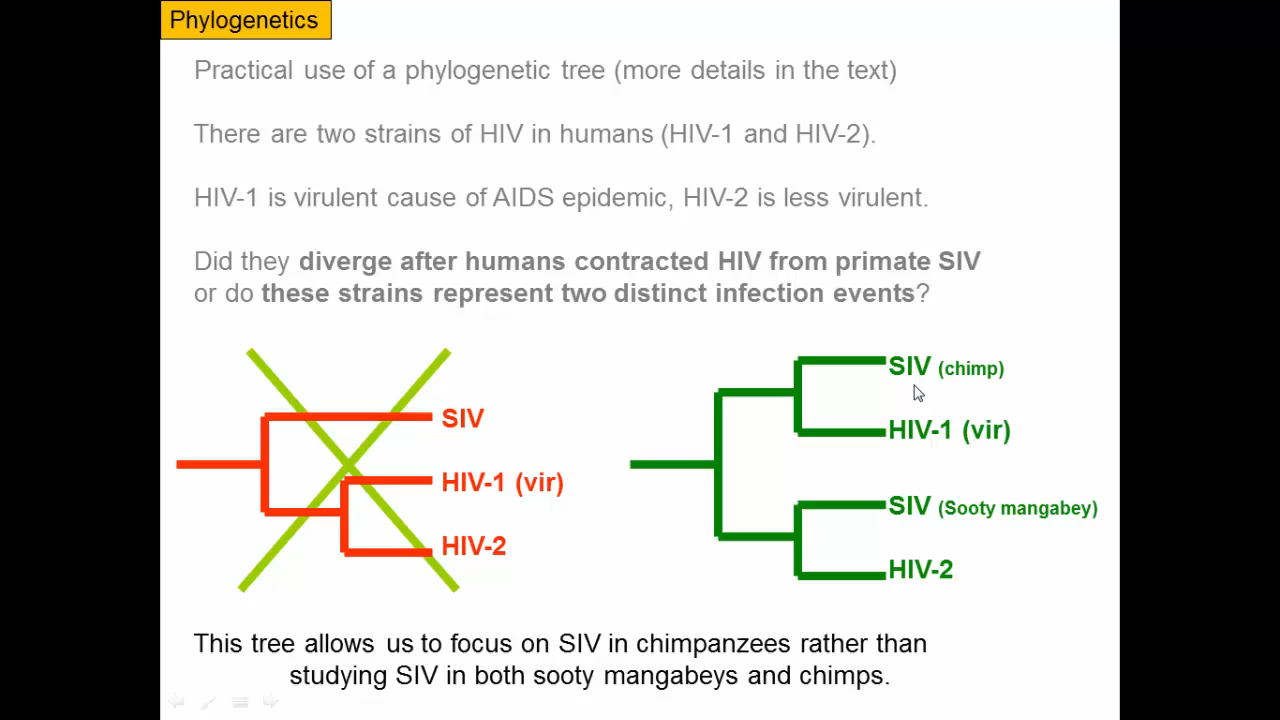 Phylogenetics
Practical use of a phylogenetic tree (more details in the text)
There are two strains of HIV in humans (HIV-1 and HIV-2).
HIV-1 is virulent cause of AIDS epidemic, HIV-2 is less virulent.
Did they diverge after humans contracted HIV from primate SIV
or do these strains represent two distinct infection events?
SIV
HIV-1 (vir)
HIV-2
SIV (chimp)
HIV-1 (vir)
SIV (Sooty mangabey)
HIV-2
This tree allows us to focus on SIV in chimpanzees rather than
studying SIV in both sooty mangabeys and chimps.